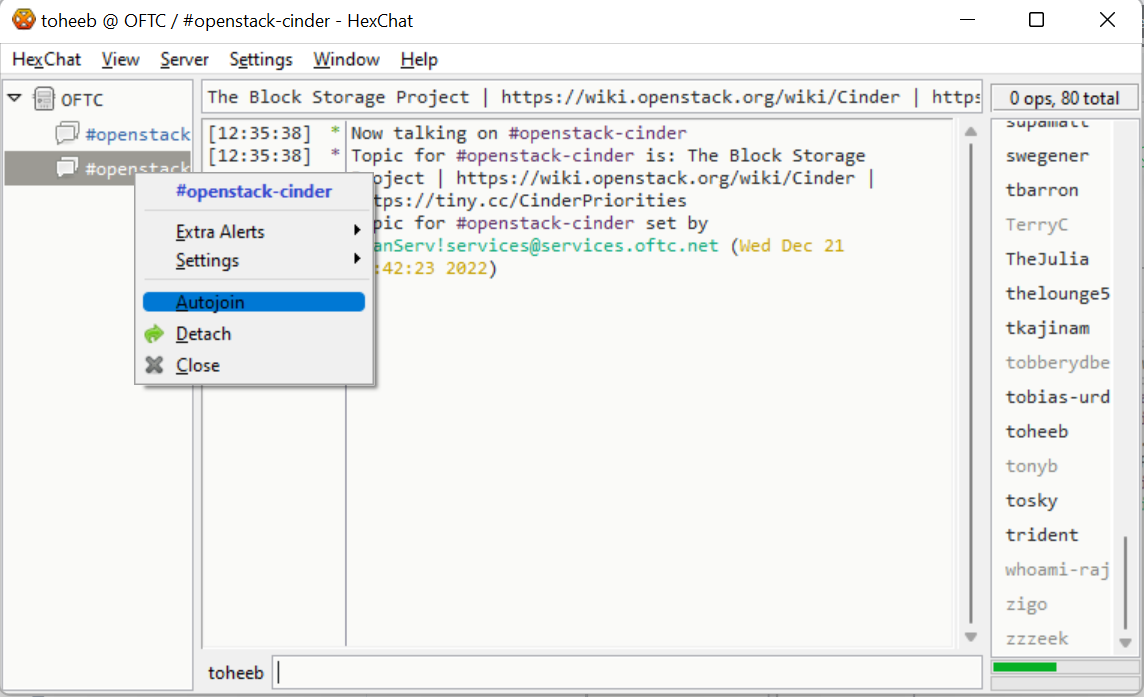 toheeb @ OFTC / #openstack-cinder - HexChat
HexChat View Server Settings Window Help
OFTC
#openstack
#openstack
#openstack-cinder
Extra Alerts
Settings
Autojoin
Detach
Close
The Block Storage Project | https://wiki.openstack.org/wiki/Cinder | https
[12:35:38] * Now talking on #openstack-cinder
[12:35:38] * Topic for #openstack-cinder is: The Block Storage
oject | https://wiki.openstack.org/wiki/Cinder |
tps://tiny.cc/CinderPriorities
pic for #openstack-cinder set by
anServ!services@services.oftc.net (Wed Dec 21
:42:23 2022)
0 ops, 80 total
supamatt
swegener
tbarron
TerryC
TheJulia
thelounge5
tkajinam
tobberydbe
tobias-urd
toheeb
tonyb
tosky
trident
whoami-raj
zigo
zzzeek
toheeb